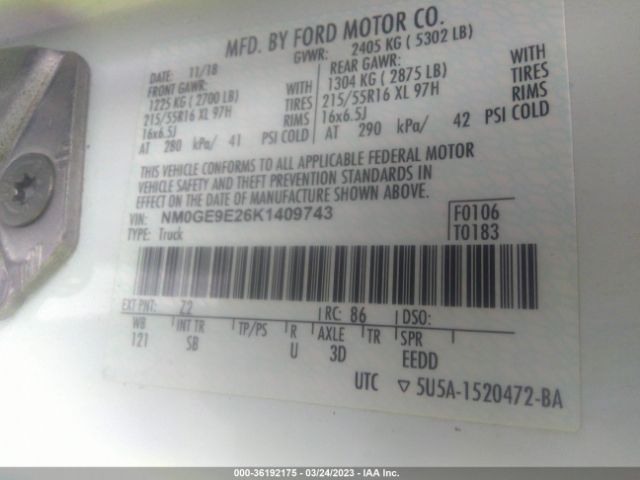 MFD. BY FORD MOTOR CO.
DATE: 11/18 GVWR: 2405 KG ( 5302 LB)
FRONT GAWR: REAR GAWR:
1225 KG ( 2700 LB) WITH 1304 KG ( 2875 LB) WITH
215/55R16 XL 97H TIRES 215/55R16 XL 97H TIRES
16x6.5J RIMS 16x6.5J RIMS
AT 280 kPa/ 41 PSI COLD AT 290 kPa/ 42 PSI COLD
THIS VEHICLE CONFORMS TO ALL APPLICABLE FEDERAL MOTOR
VEHICLE SAFETY AND THEFT PREVENTION STANDARDS IN
EFFECT ON THE DATE OF MANUFACTURE SHOWN ABOVE.
VIN: NM0GE9E26K1409743 F0106
TYPE: Truck T0183
EXT PNT: Z2 RC: 86 DSO:
WB INT TR TP/PS R AXLE TR SPR
121 SB U 3D EEDD
UTC ▽ 5U5A-1520472-BA
000-36192175 - 03/24/2023 - IAA Inc.